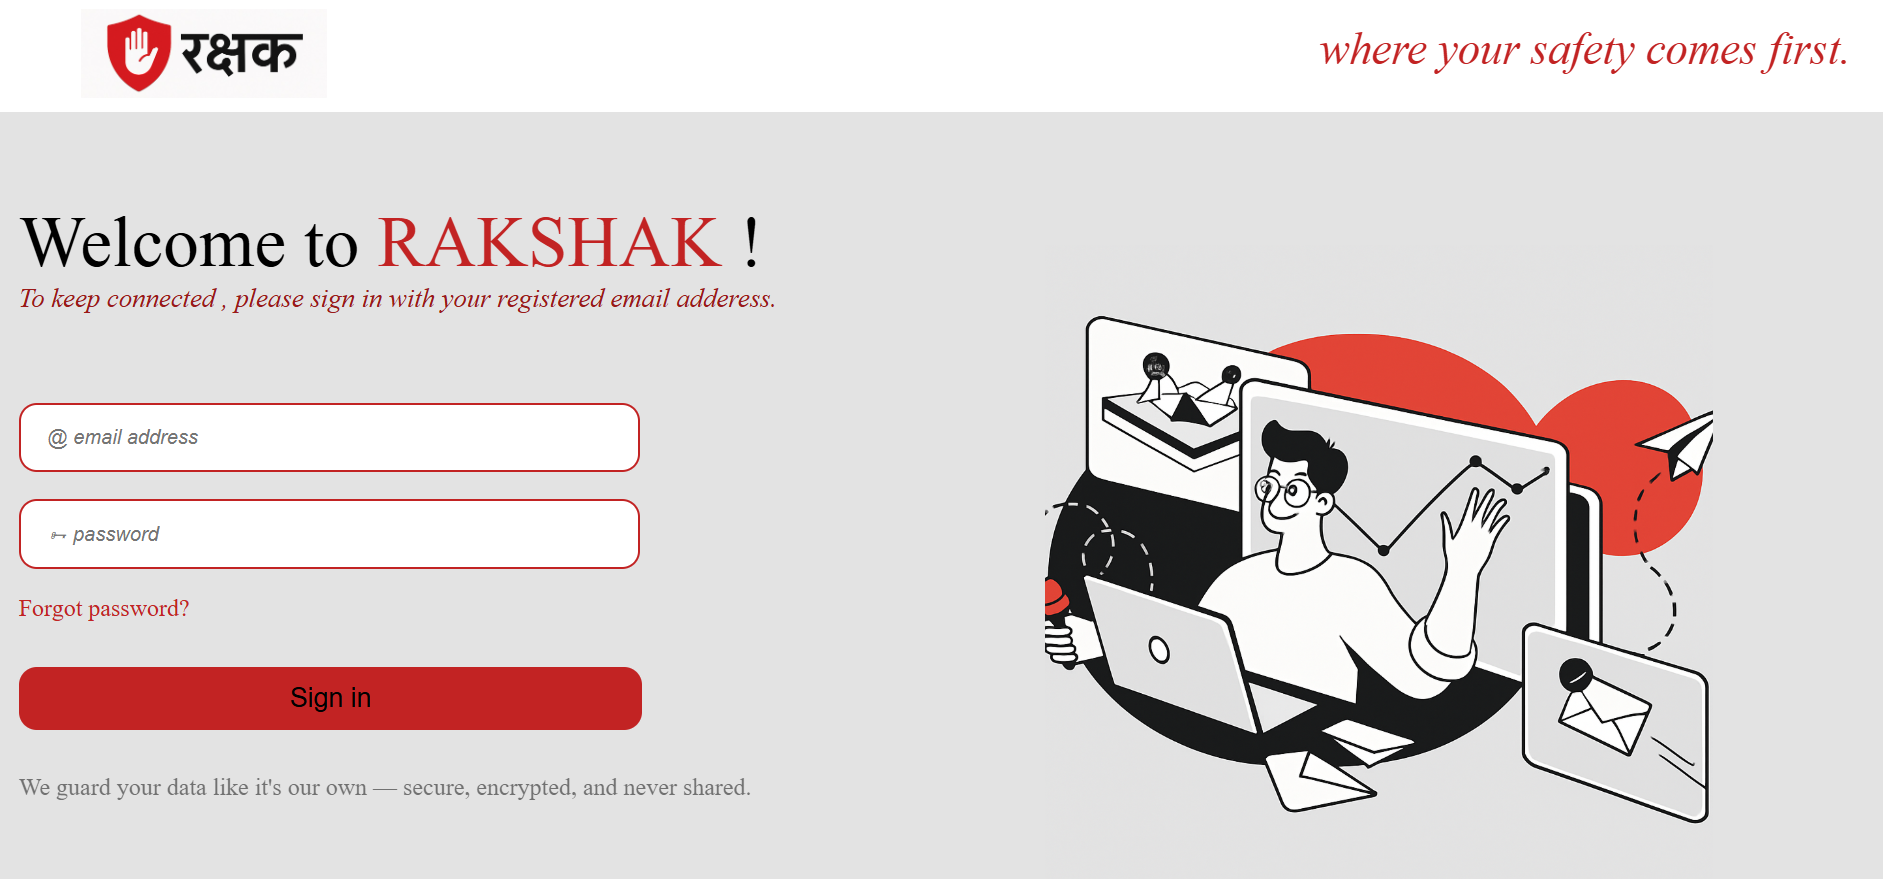 रक्षक
where your safety comes first.
Welcome to RAKSHAK !
To keep connected , please sign in with your registered email adderess.
@ email address
password
Forgot password?
Sign in
We guard your data like it's our own — secure, encrypted, and never shared.